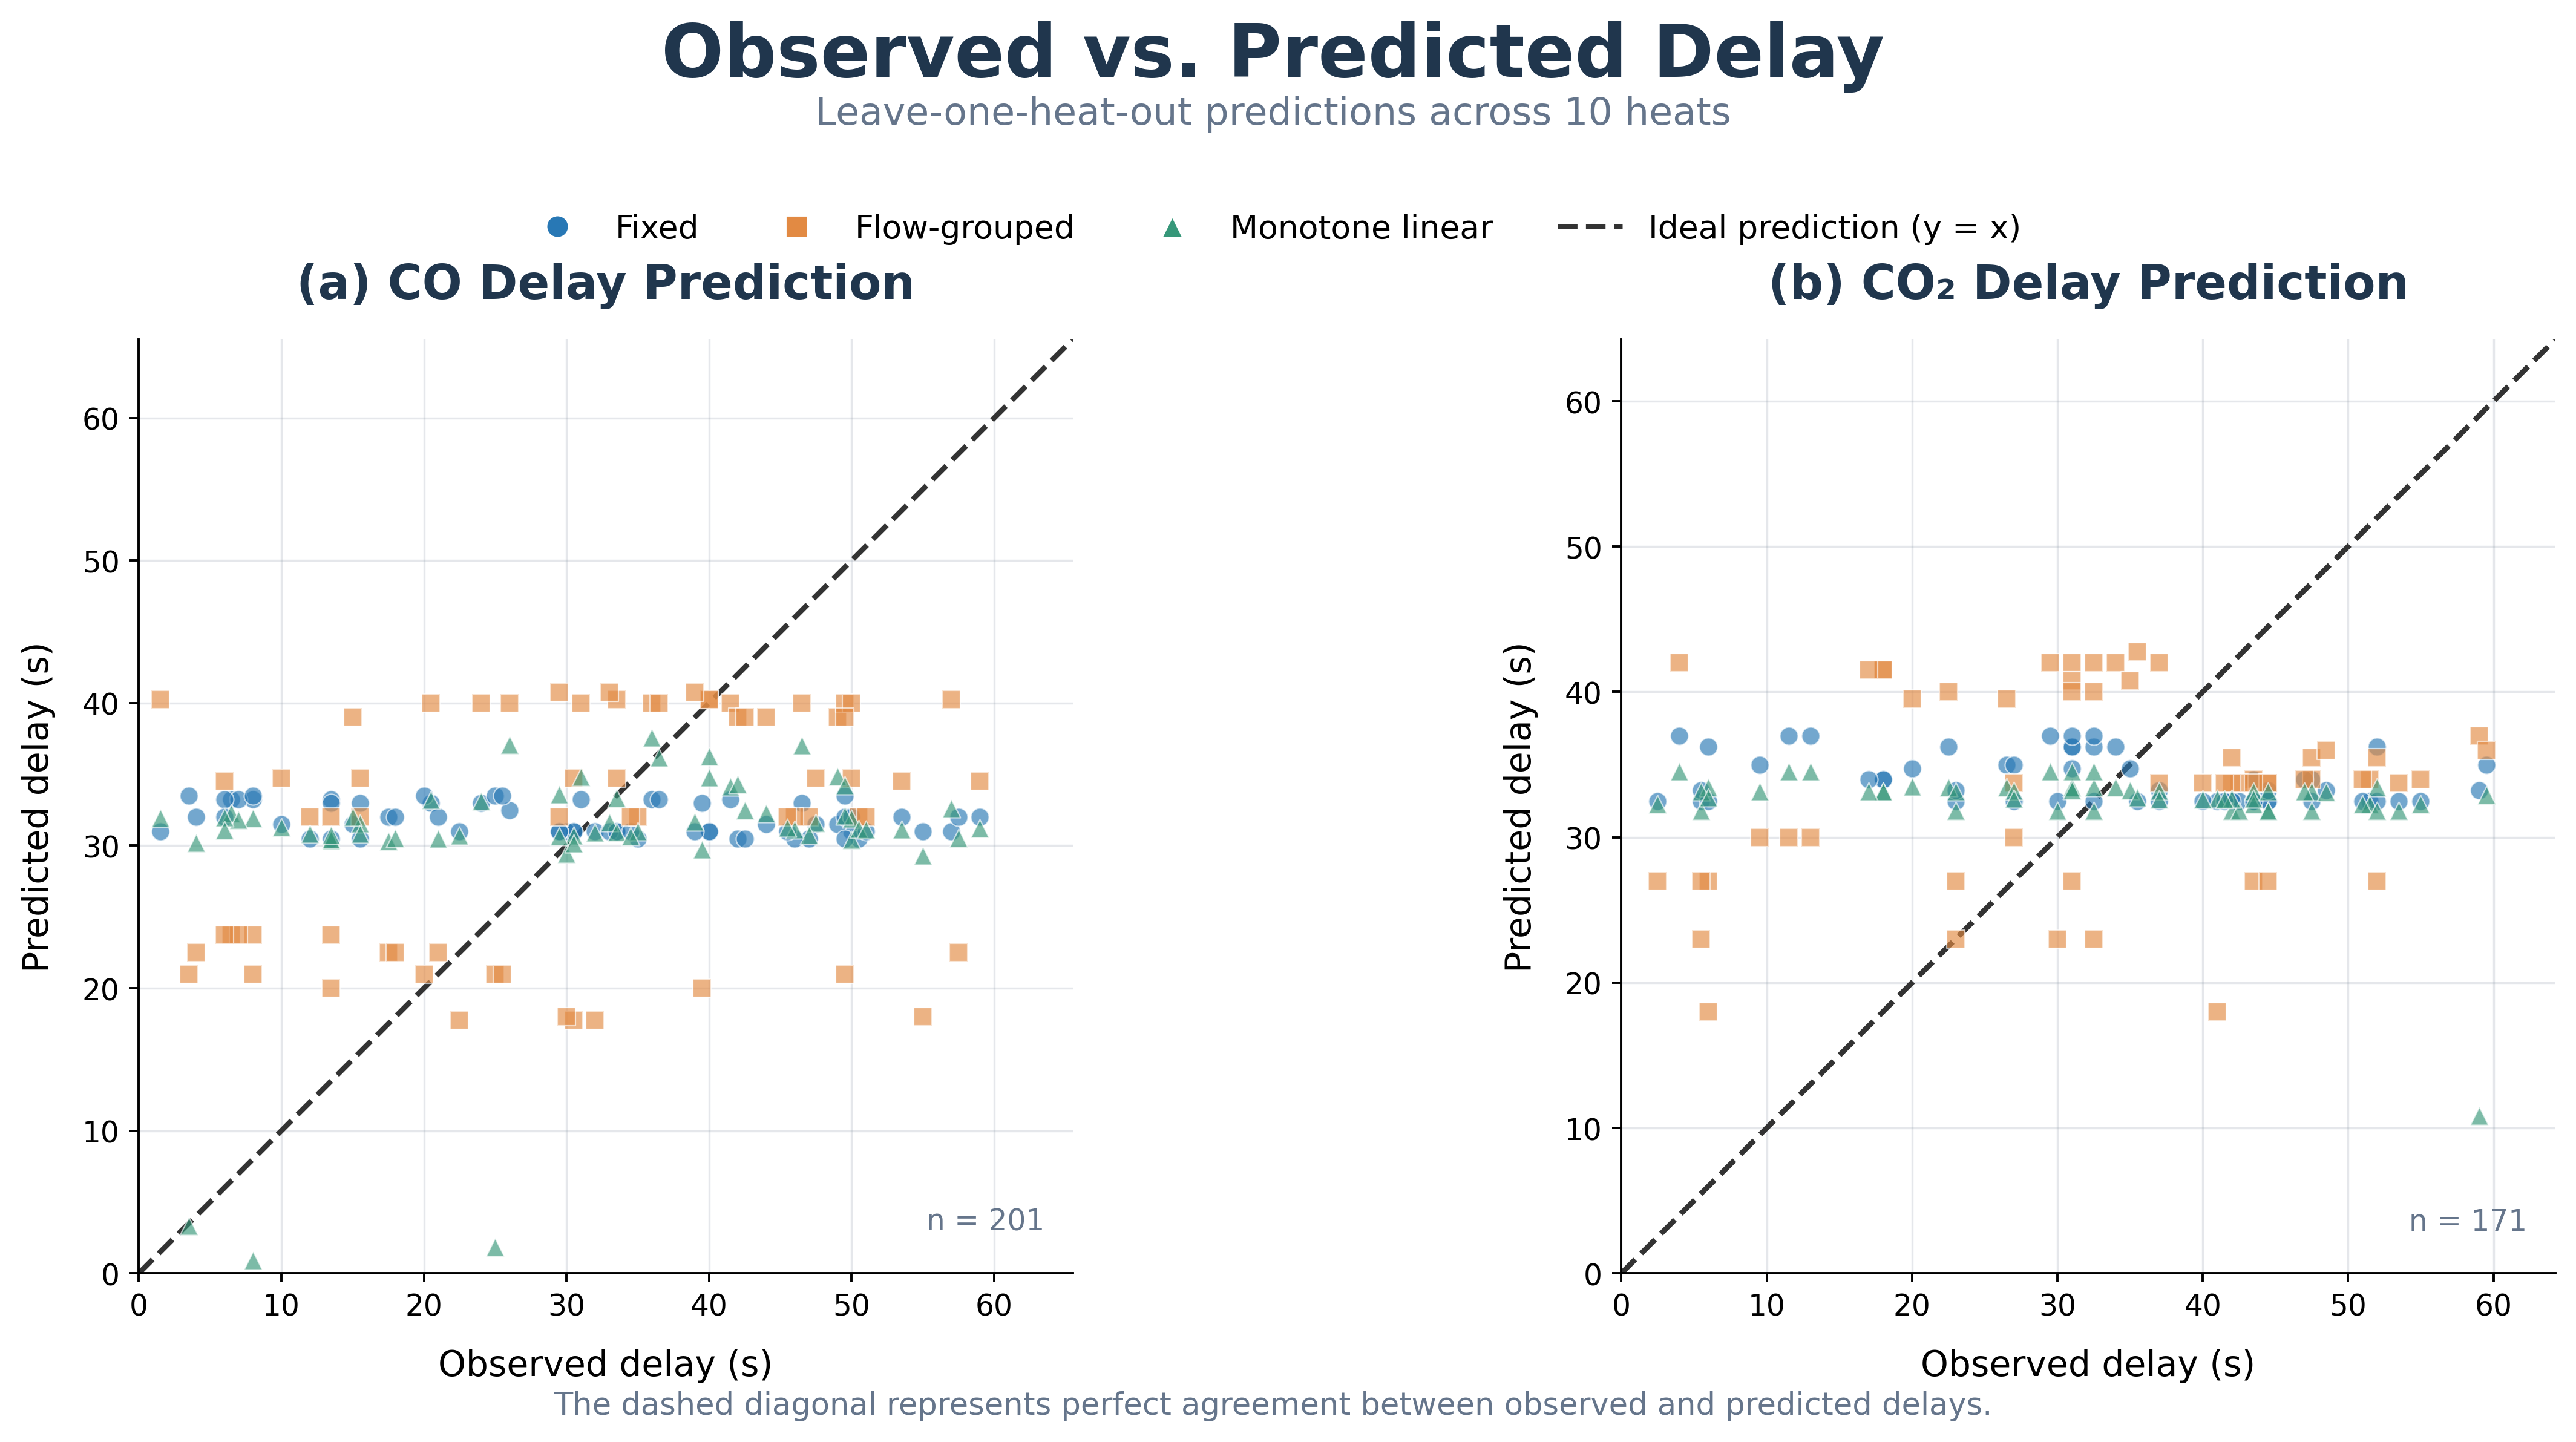 Observed vs. Predicted Delay
Leave-one-heat-out predictions across 10 heats
Fixed Flow-grouped Monotone linear Ideal prediction (y = x)
(a) CO Delay Prediction
60
50
40
30
20
10
0
0 10 20 30 40 50 60
Predicted delay (s)
Observed delay (s)
n = 201
(b) CO₂ Delay Prediction
60
50
40
30
20
10
0
0 10 20 30 40 50 60
Predicted delay (s)
Observed delay (s)
n = 171
The dashed diagonal represents perfect agreement between observed and predicted delays.